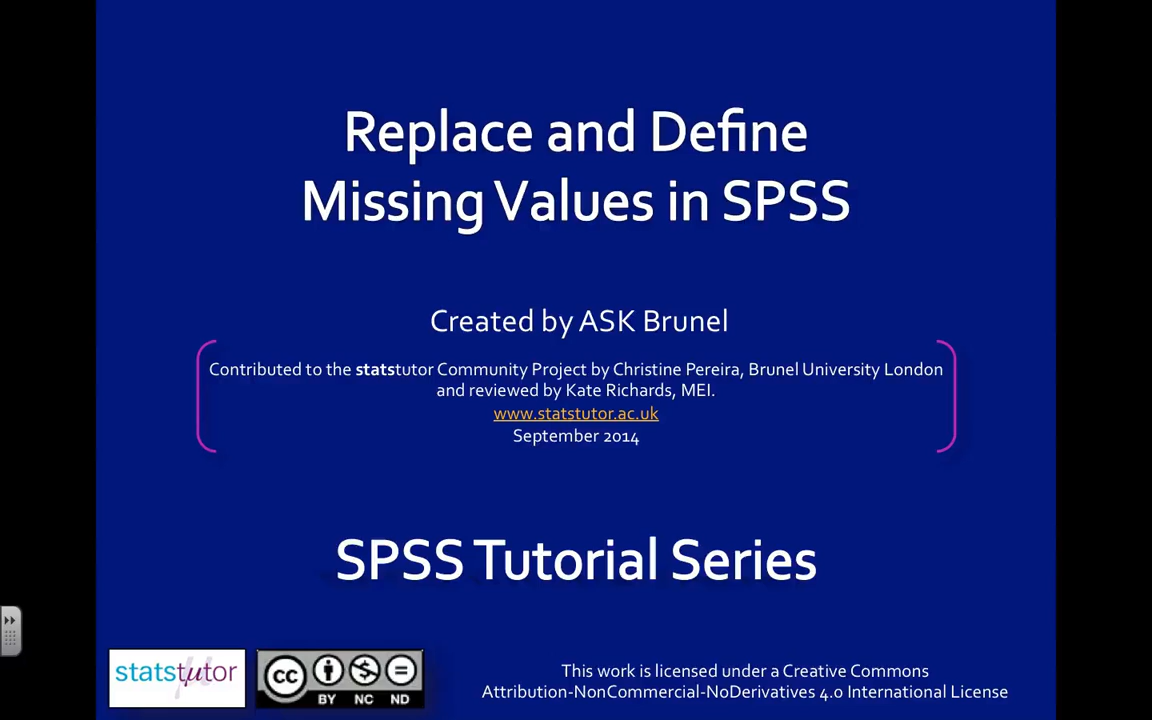 Replace and Define
Missing Values in SPSS
Created by ASK Brunel
Contributed to the statstutor Community Project by Christine Pereira, Brunel University London
and reviewed by Kate Richards, MEI.
www.statstutor.ac.uk
September 2014
SPSS Tutorial Series
statstutor
cc
BY NC ND
This work is licensed under a Creative Commons
Attribution-NonCommercial-NoDerivatives 4.0 International License